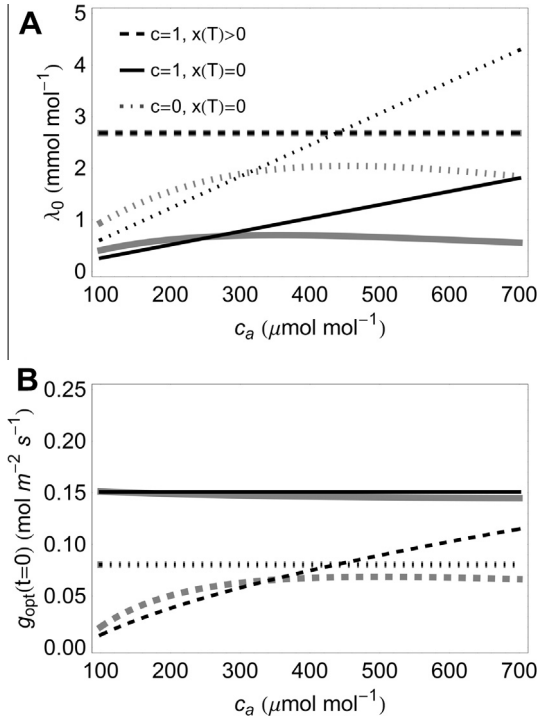 A
5
4
3
2
1
0
λ0 (mmol mol−1)
c=1, x(T)>0
c=1, x(T)=0
c=0, x(T)=0
100 200 300 400 500 600 700
ca (μmol mol−1)
B
0.25
0.20
0.15
0.10
0.05
0.00
gopt(t=0) (mol m−2 s−1)
100 200 300 400 500 600 700
ca (μmol mol−1)